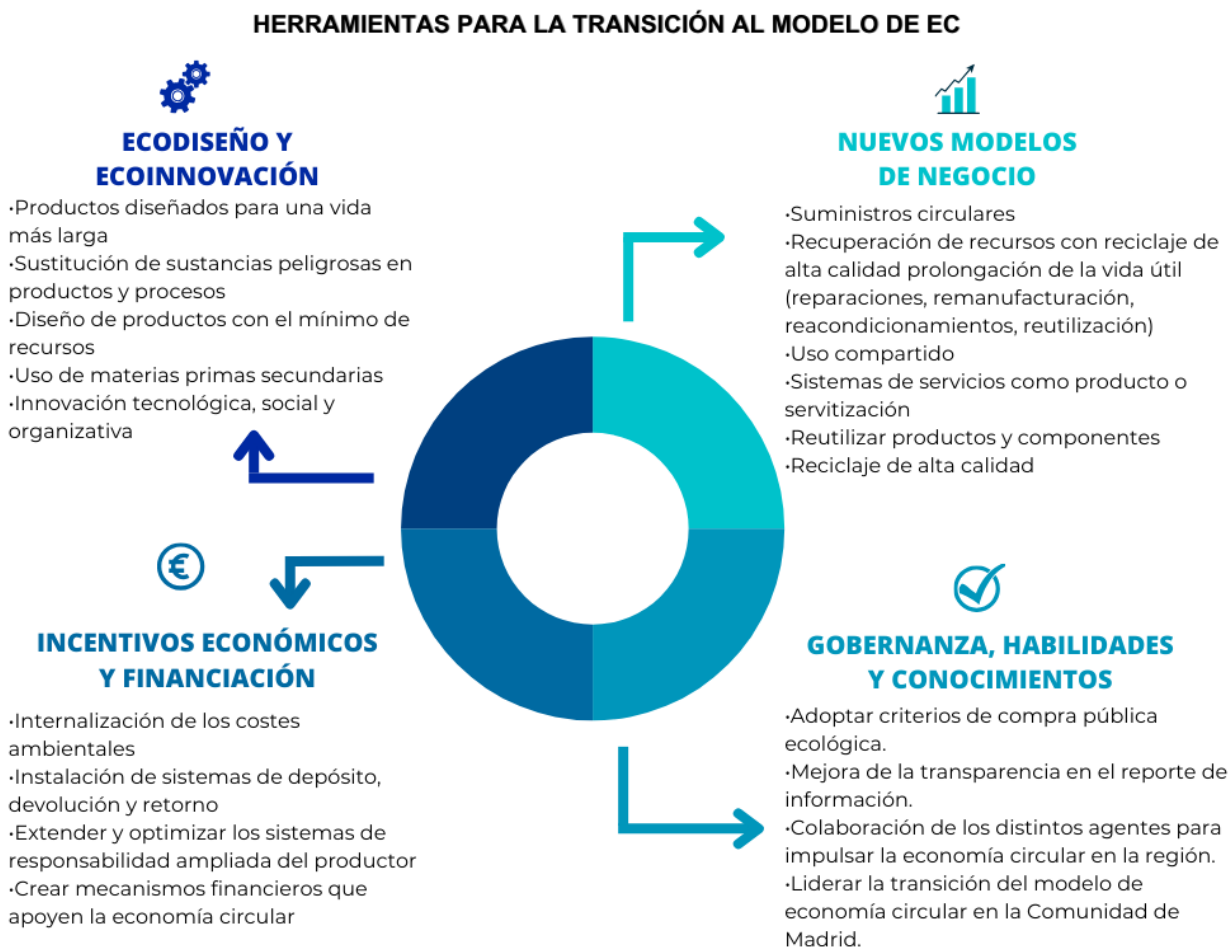 HERRAMIENTAS PARA LA TRANSICIÓN AL MODELO DE EC
ECODISEÑO Y
ECOINNOVACIÓN
·Productos diseñados para una vida
más larga
·Sustitución de sustancias peligrosas en
productos y procesos
·Diseño de productos con el mínimo de
recursos
·Uso de materias primas secundarias
·Innovación tecnológica, social y
organizativa
NUEVOS MODELOS
DE NEGOCIO
·Suministros circulares
·Recuperación de recursos con reciclaje de
alta calidad prolongación de la vida útil
(reparaciones, remanufacturación,
reacondicionamientos, reutilización)
·Uso compartido
·Sistemas de servicios como producto o
servitización
·Reutilizar productos y componentes
·Reciclaje de alta calidad
€
INCENTIVOS ECONÓMICOS
Y FINANCIACIÓN
·Internalización de los costes
ambientales
·Instalación de sistemas de depósito,
devolución y retorno
·Extender y optimizar los sistemas de
responsabilidad ampliada del productor
·Crear mecanismos financieros que
apoyen la economía circular
GOBERNANZA, HABILIDADES
Y CONOCIMIENTOS
·Adoptar criterios de compra pública
ecológica.
·Mejora de la transparencia en el reporte de
información.
·Colaboración de los distintos agentes para
impulsar la economía circular en la región.
·Liderar la transición del modelo de
economía circular en la Comunidad de
Madrid.